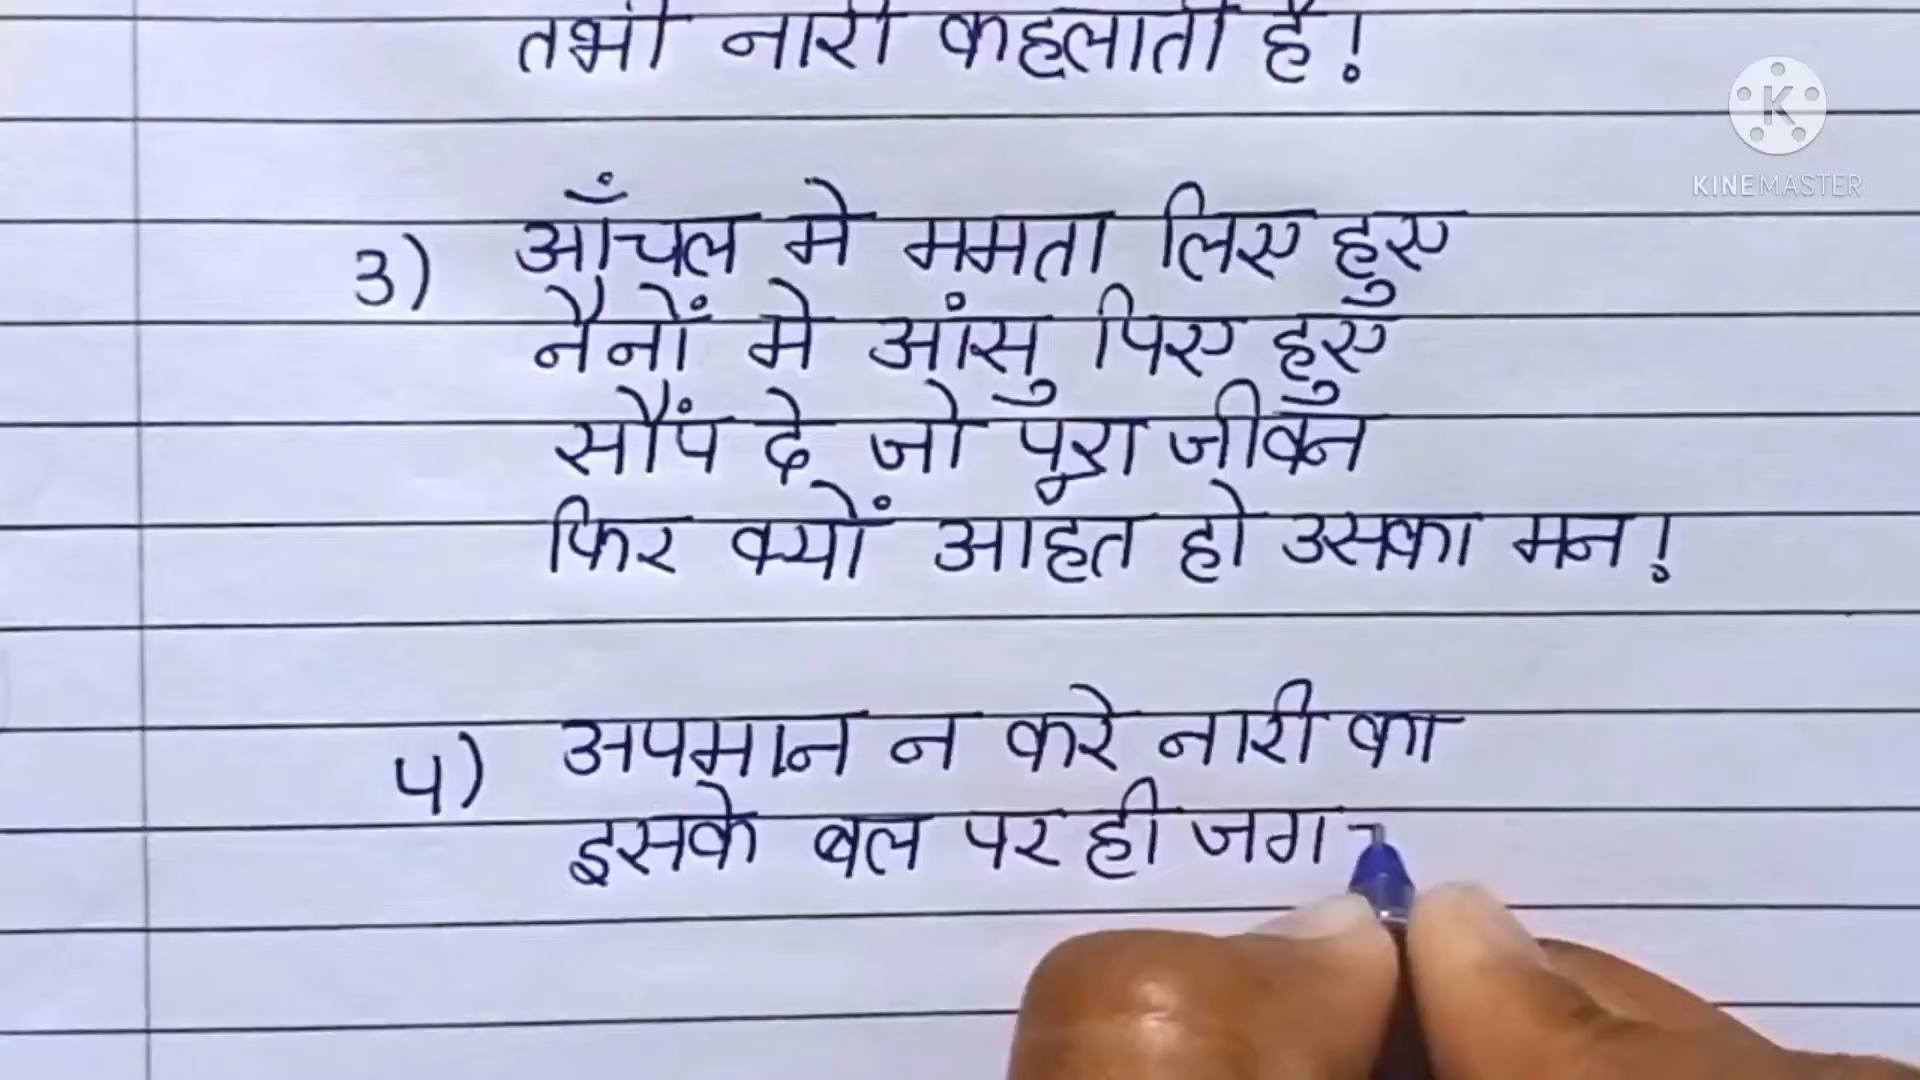 तभी नारी कहलाती है!
KINEMASTER
3) आँचल मे ममता लिए हुए
नैनों मे आंसु पिए हुए
सौंप दे जो पूरा जीवन
फिर क्यों आहत हो उसका मन!
4) अपमान न करे नारी का
इसके बल पर ही जग